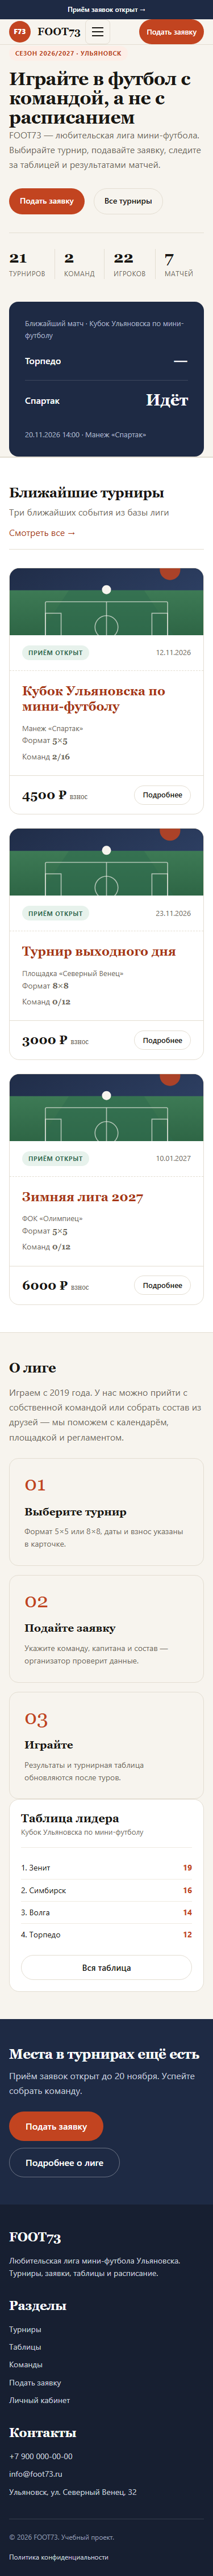 Приём заявок открыт →
F73 FOOT73 Подать заявку
СЕЗОН 2026/2027 · УЛЬЯНОВСК
Играйте в футбол с
командой, а не с
расписанием
FOOT73 — любительская лига мини-футбола.
Выбирайте турнир, подавайте заявку, следите
за таблицей и результатами матчей.
Подать заявку Все турниры
21 2 22 7
ТУРНИРОВ КОМАНД ИГРОКОВ МАТЧЕЙ
Ближайший матч · Кубок Ульяновска по мини-
футболу
Торпедо —
Спартак Идёт
20.11.2026 14:00 · Манеж «Спартак»
Ближайшие турниры
Три ближайших события из базы лиги
Смотреть все →
ПРИЁМ ОТКРЫТ 12.11.2026
Кубок Ульяновска по
мини-футболу
Манеж «Спартак»
Формат 5×5
Команд 2/16
4500 ₽ взнос Подробнее
ПРИЁМ ОТКРЫТ 23.11.2026
Турнир выходного дня
Площадка «Северный Венец»
Формат 8×8
Команд 0/12
3000 ₽ взнос Подробнее
ПРИЁМ ОТКРЫТ 10.01.2027
Зимняя лига 2027
ФОК «Олимпиец»
Формат 5×5
Команд 0/12
6000 ₽ взнос Подробнее
О лиге
Играем с 2019 года. У нас можно прийти с
собственной командой или собрать состав из
друзей — мы поможем с календарём,
площадкой и регламентом.
01
Выберите турнир
Формат 5×5 или 8×8, даты и взнос указаны
в карточке.
02
Подайте заявку
Укажите команду, капитана и состав —
организатор проверит данные.
03
Играйте
Результаты и турнирная таблица
обновляются после туров.
Таблица лидера
Кубок Ульяновска по мини-футболу
1. Зенит 19
2. Симбирск 16
3. Волга 14
4. Торпедо 12
Вся таблица
Места в турнирах ещё есть
Приём заявок открыт до 20 ноября. Успейте
собрать команду.
Подать заявку
Подробнее о лиге
FOOT73
Любительская лига мини-футбола Ульяновска.
Турниры, заявки, таблицы и расписание.
Разделы
Турниры
Таблицы
Команды
Подать заявку
Личный кабинет
Контакты
+7 900 000-00-00
info@foot73.ru
Ульяновск, ул. Северный Венец, 32
© 2026 FOOT73. Учебный проект.
Политика конфиденциальности